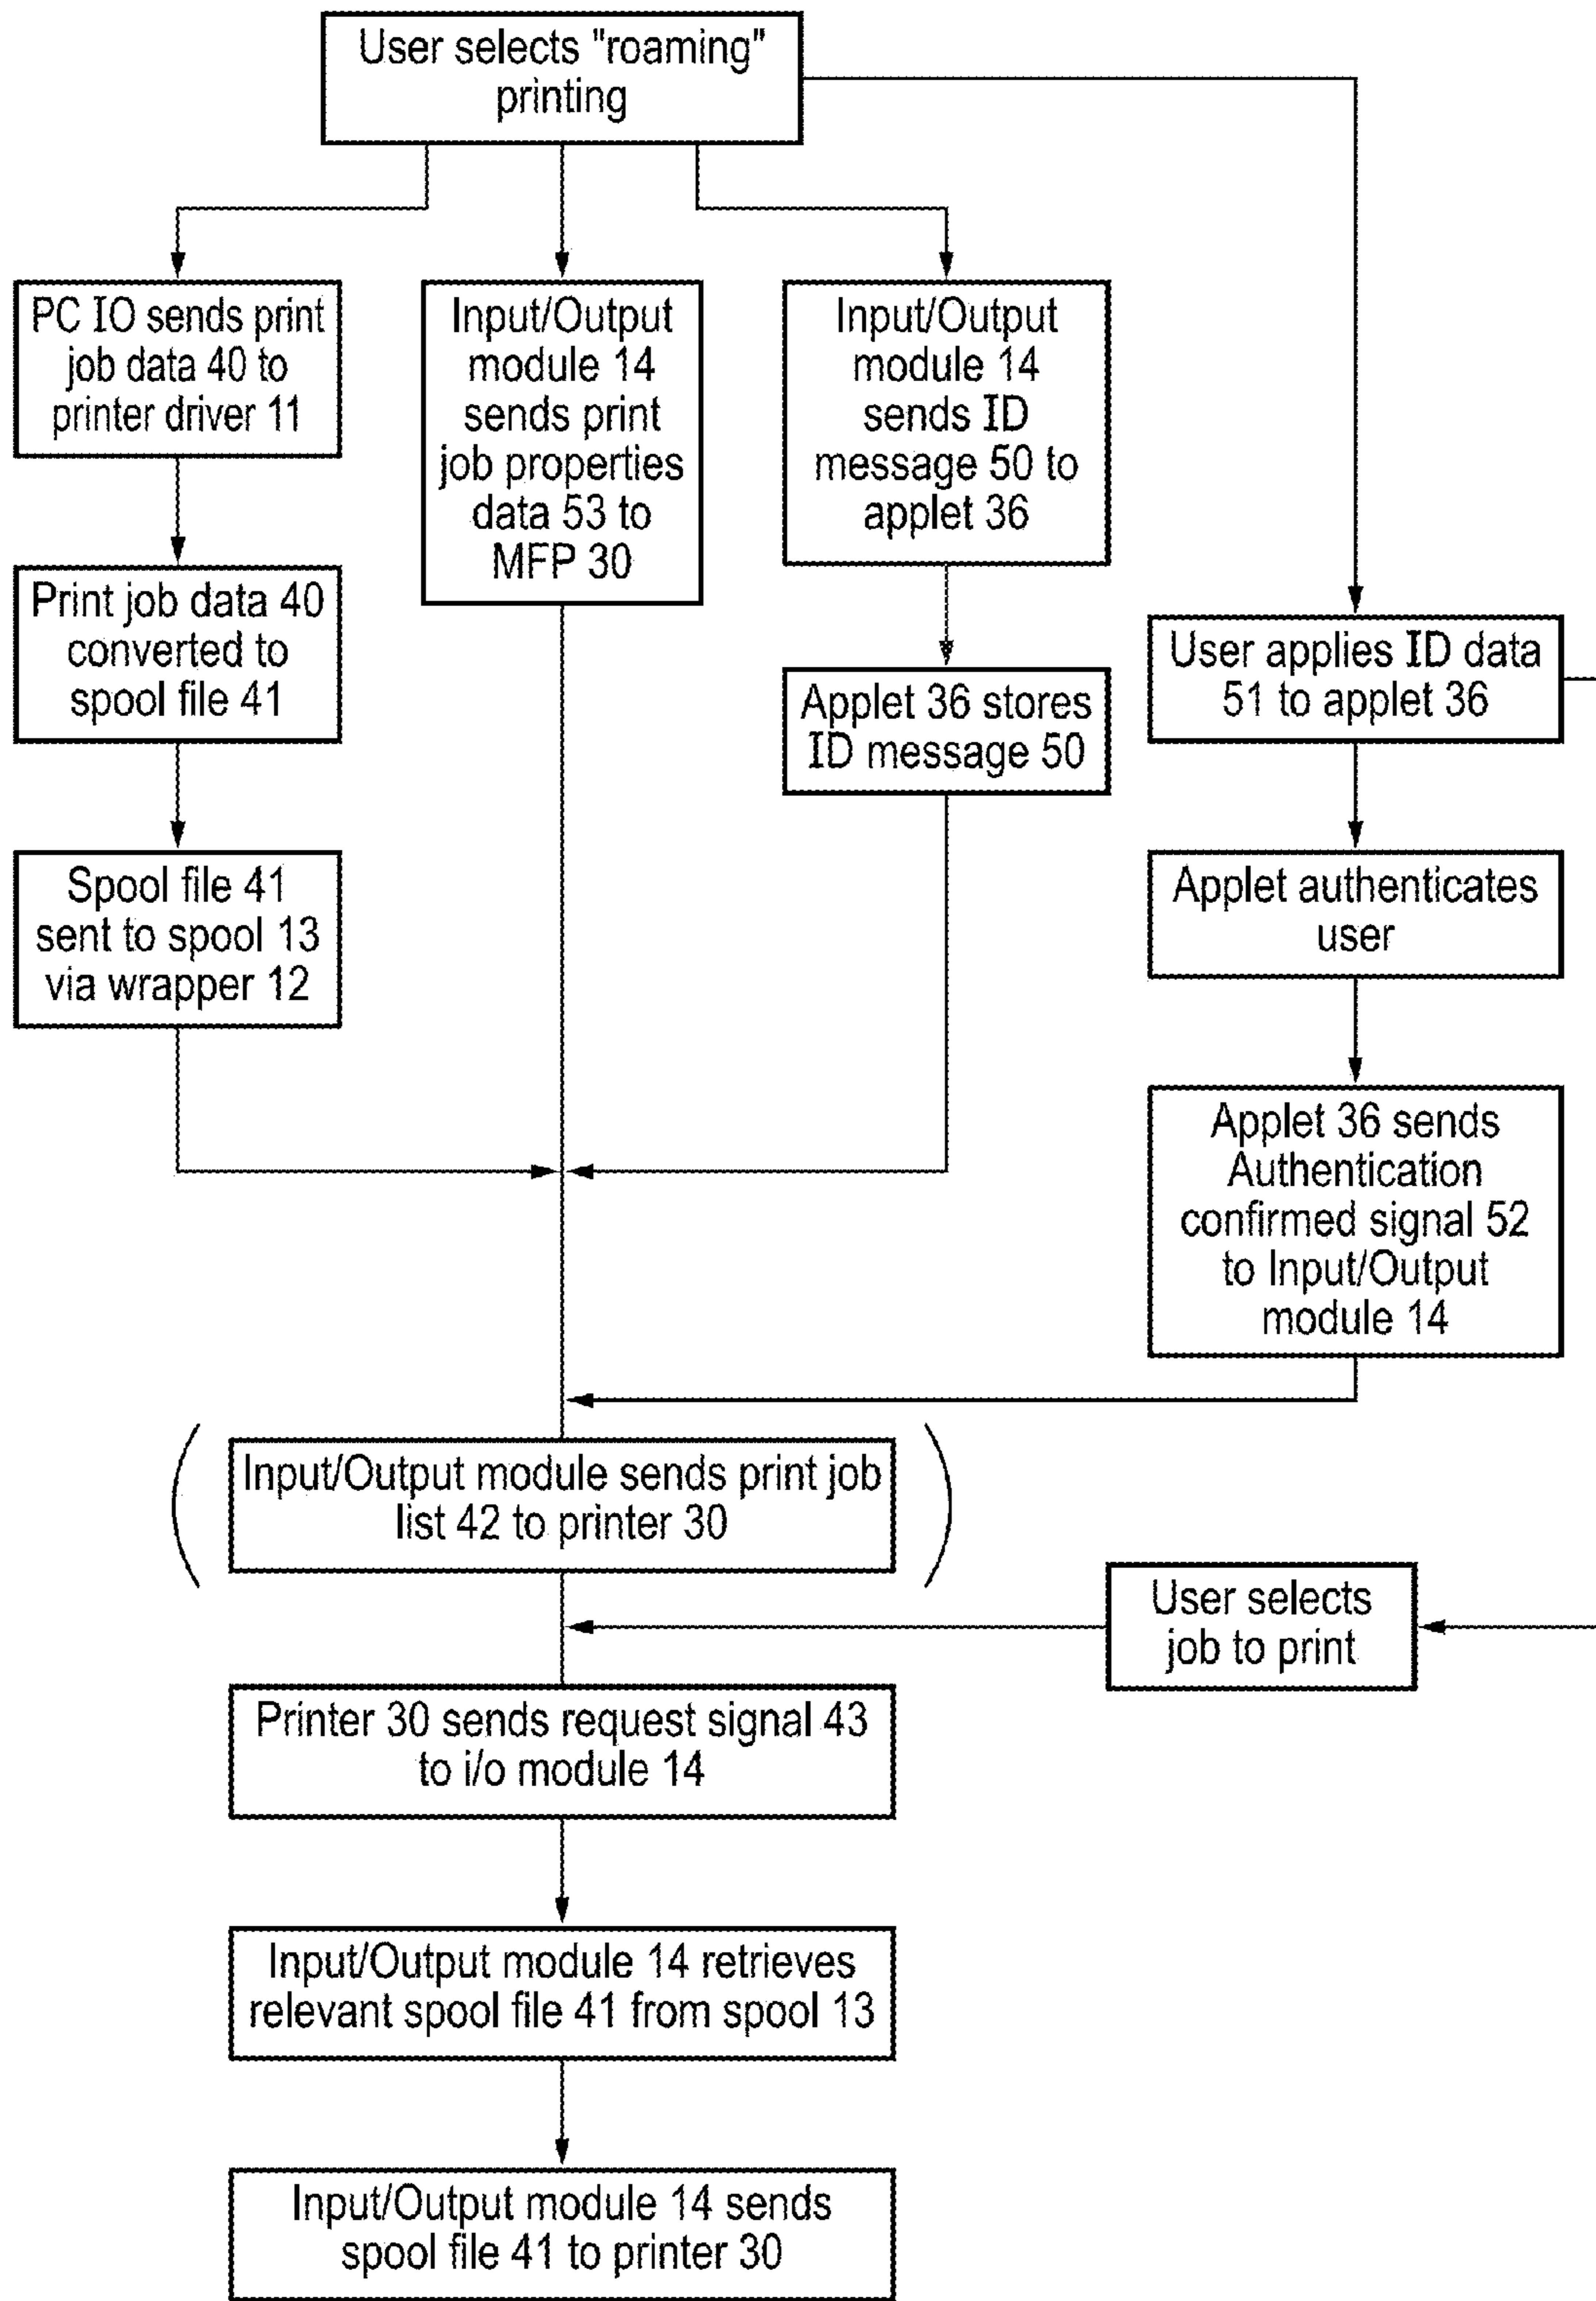 User selects "roaming"
printing
PC IO sends print
job data 40 to
printer driver 11
Input/Output
module 14
sends print
job properties
data 53 to
MFP 30
Input/Output
module 14
sends ID
message 50 to
applet 36
Print job data 40
converted to
spool file 41
User applies ID data
51 to applet 36
Applet 36 stores
ID message 50
Spool file 41
sent to spool 13
via wrapper 12
Applet authenticates
user
Applet 36 sends
Authentication
confirmed signal 52
to Input/Output
module 14
Input/Output module sends print job
list 42 to printer 30
User selects
job to print
Printer 30 sends request signal 43
to i/o module 14
Input/Output module 14 retrieves
relevant spool file 41 from spool 13
Input/Output module 14 sends
spool file 41 to printer 30